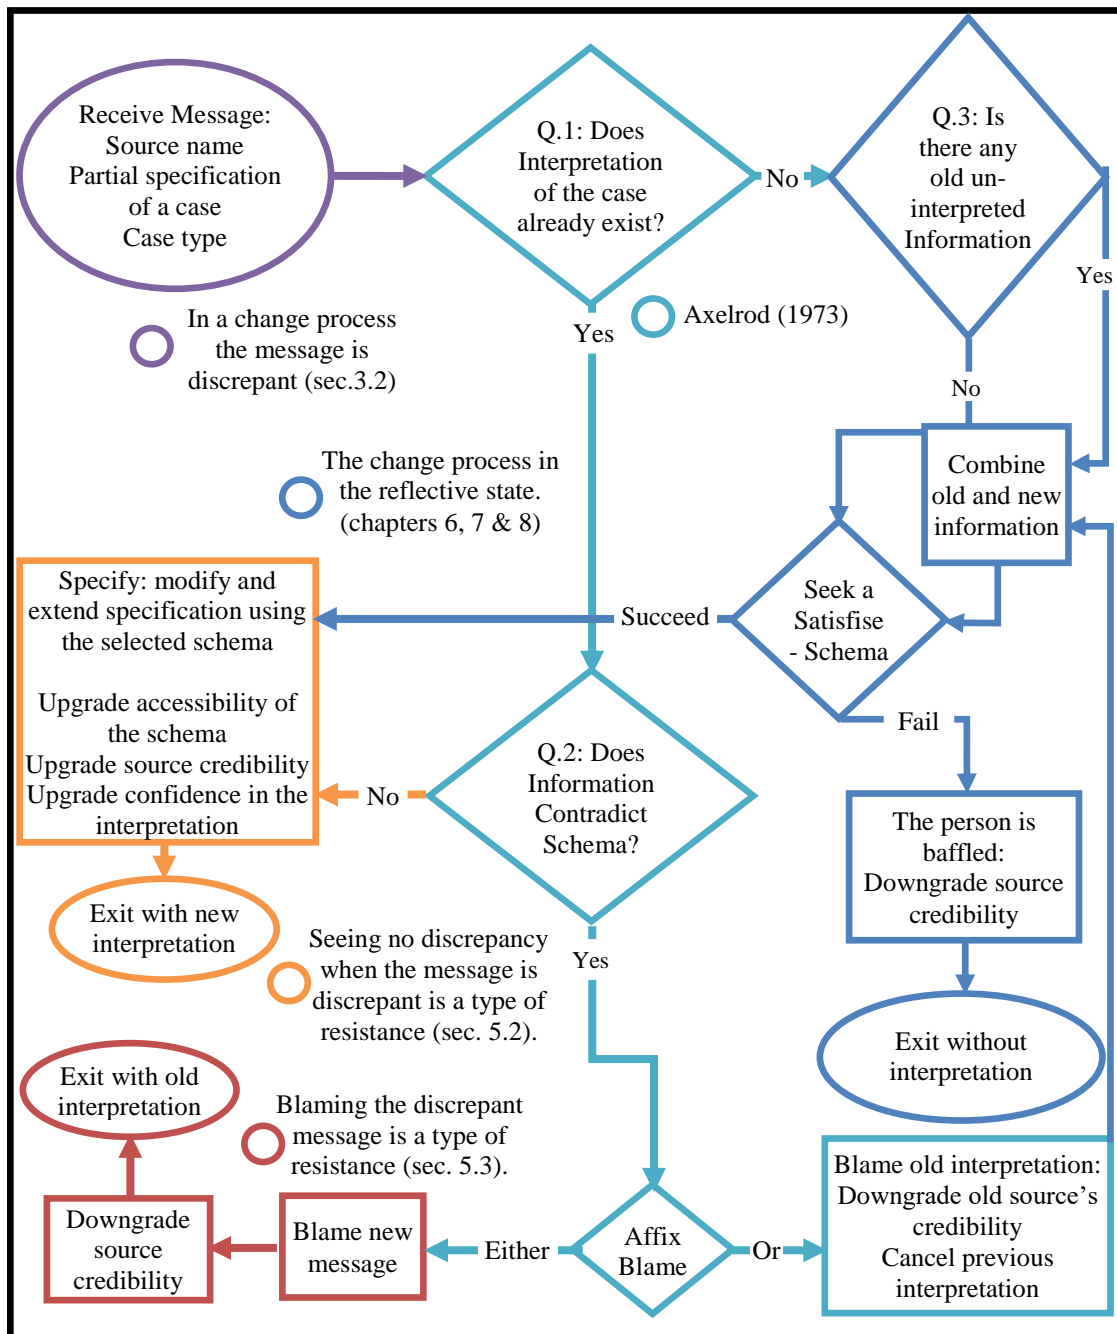 Receive Message:
Source name
Partial specification
of a case
Case type
Q.1: Does
Interpretation
of the case
already exist?
No
Q.3: Is
there any
old un-
interpreted
Information
Yes
Yes
Axelrod (1973)
In a change process
the message is
discrepant (sec.3.2)
No
The change process in
the reflective state.
(chapters 6, 7 & 8)
Combine
old and new
information
Specify: modify and
extend specification using
the selected schema
Upgrade accessibility of
the schema
Upgrade source credibility
Upgrade confidence in the
interpretation
Succeed
Seek a
Satisfise
- Schema
Fail
Q.2: Does
Information
Contradict
Schema?
No
The person is
baffled:
Downgrade source
credibility
Exit with new
interpretation
Seeing no discrepancy
when the message is
discrepant is a type of
resistance (sec. 5.2).
Yes
Exit without
interpretation
Exit with old
interpretation
Blaming the discrepant
message is a type of
resistance (sec. 5.3).
Downgrade
source
credibility
Blame new
message
Either
Affix
Blame
Or
Blame old interpretation:
Downgrade old source’s
credibility
Cancel previous
interpretation